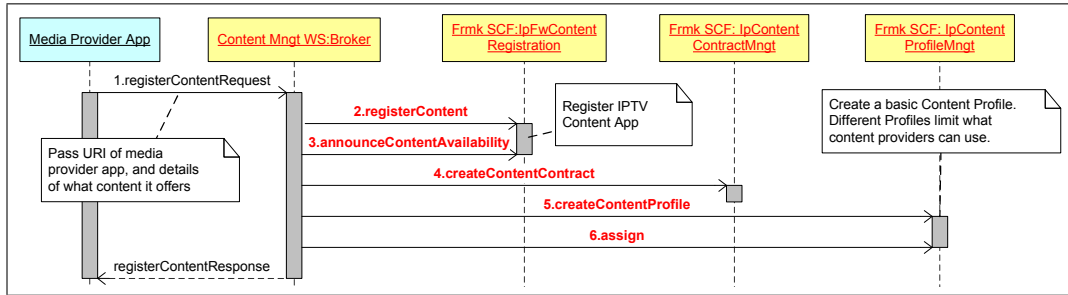 Media Provider App
Content Mngt WS:Broker
Frmk SCF:IpFwContent
Registration
Frmk SCF: IpContent
ContractMngt
Frmk SCF: IpContent
ProfileMngt
1.registerContentRequest
2.registerContent
Register IPTV
Content App
Create a basic Content Profile.
Different Profiles limit what
content providers can use.
3.announceContentAvailability
Pass URI of media
provider app, and details
of what content it offers
4.createContentContract
5.createContentProfile
6.assign
registerContentResponse